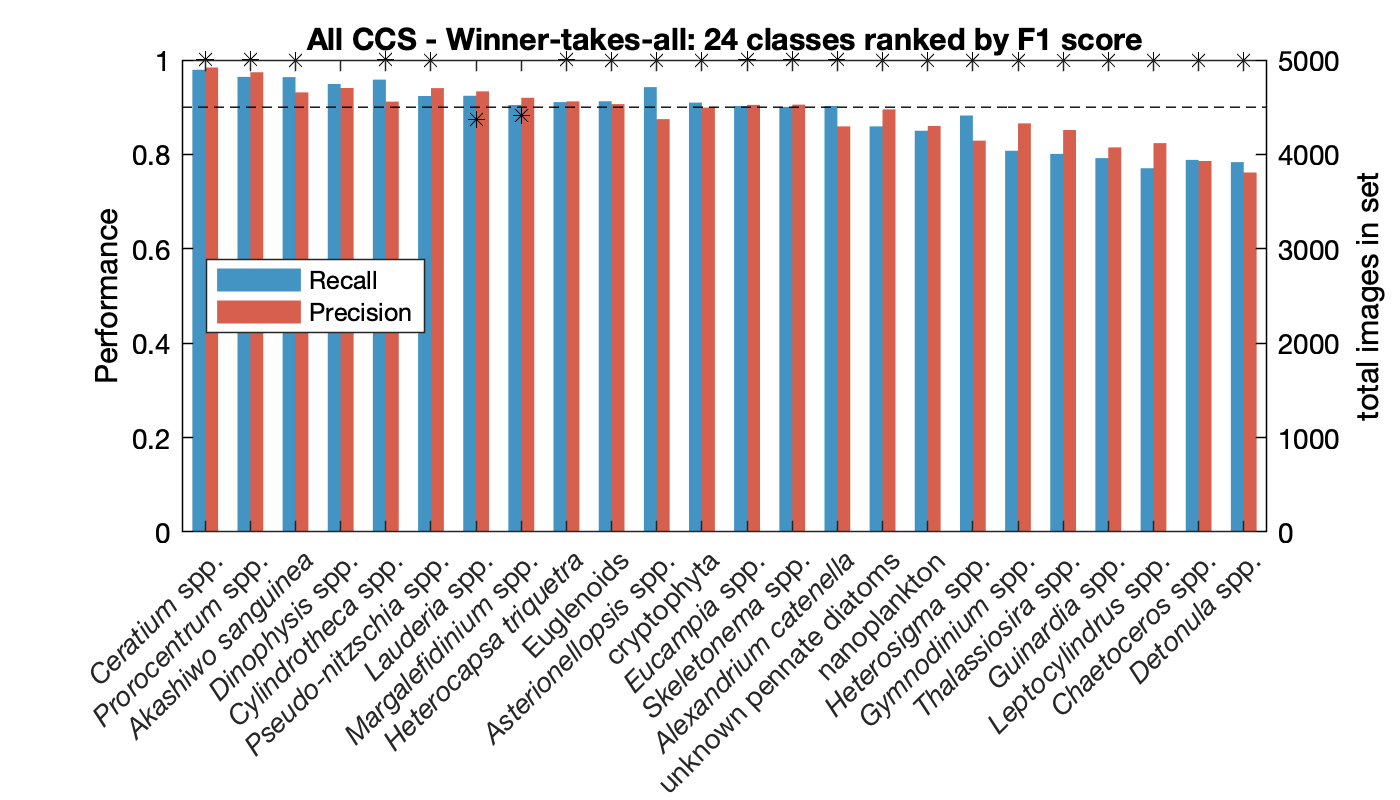 All CCS - Winner-takes-all: 24 classes ranked by F1 score
1
0.8
0.6
0.4
0.2
0
Performance
Recall
Precision
5000
4000
3000
2000
1000
0
total images in set
Ceratium spp.
Prorocentrum spp.
Akashiwo sanguinea
Dinophysis spp.
Cylindrotheca spp.
Pseudo-nitzschia spp.
Lauderia spp.
Margalefidinium spp.
Heterocapsa triquetra
Euglenoids
Asterionellopsis spp.
cryptophyta
Eucampia spp.
Skeletonema spp.
Alexandrium catenella
unknown pennate diatoms
nanoplankton
Heterosigma spp.
Gymnodinium spp.
Thalassiosira spp.
Guinardia spp.
Leptocylindrus spp.
Chaetoceros spp.
Detonula spp.